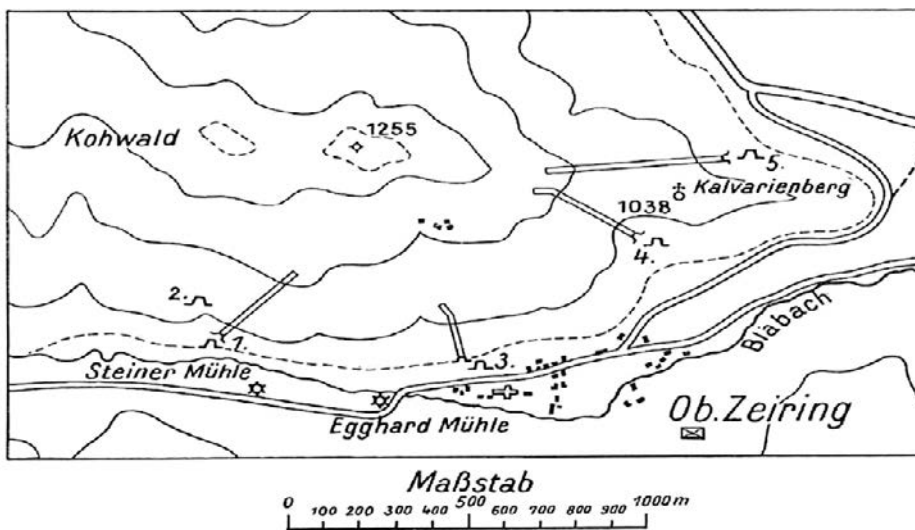 Kohwald
1255
5.
Kalvarienberg
1038
4.
2.
1.
3.
Blabach
Steiner Mühle
Egghard Mühle
Ob. Zeiring
Maßstab
0 100 200 300 400 500 600 700 800 900 1000 m